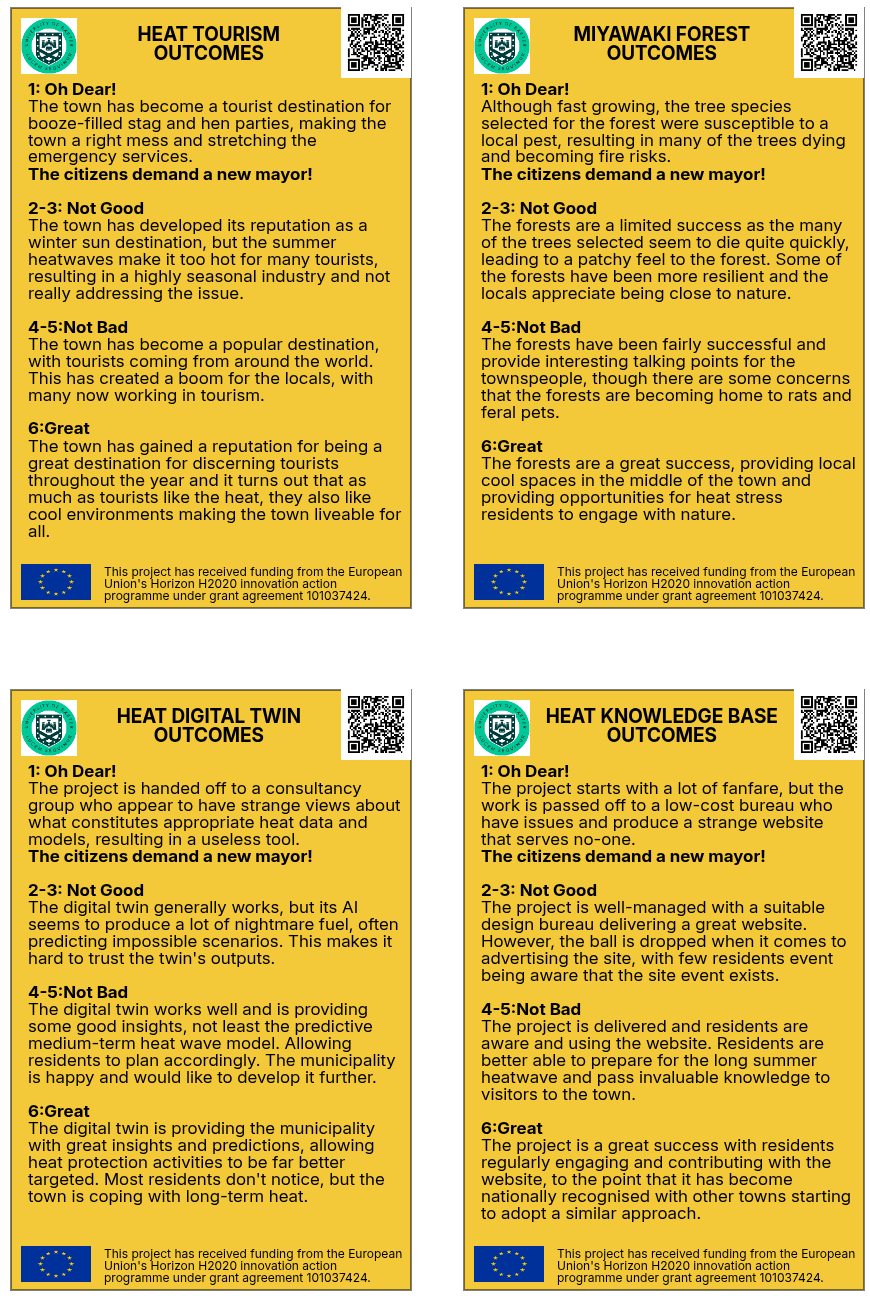 HEAT TOURISM
OUTCOMES
1: Oh Dear!
The town has become a tourist destination for
booze-filled stag and hen parties, making the
town a right mess and stretching the
emergency services.
The citizens demand a new mayor!
2-3: Not Good
The town has developed its reputation as a
winter sun destination, but the summer
heatwaves make it too hot for many tourists,
resulting in a highly seasonal industry and not
really addressing the issue.
4-5:Not Bad
The town has become a popular destination,
with tourists coming from around the world.
This has created a boom for the locals, with
many now working in tourism.
6:Great
The town has gained a reputation for being a
great destination for discerning tourists
throughout the year and it turns out that as
much as tourists like the heat, they also like
cool environments making the town liveable for
all.
This project has received funding from the European
Union's Horizon H2020 innovation action
programme under grant agreement 101037424.
MIYAWAKI FOREST
OUTCOMES
1: Oh Dear!
Although fast growing, the tree species
selected for the forest were susceptible to a
local pest, resulting in many of the trees dying
and becoming fire risks.
The citizens demand a new mayor!
2-3: Not Good
The forests are a limited success as the many
of the trees selected seem to die quite quickly,
leading to a patchy feel to the forest. Some of
the forests have been more resilient and the
locals appreciate being close to nature.
4-5:Not Bad
The forests have been fairly successful and
provide interesting talking points for the
townspeople, though there are some concerns
that the forests are becoming home to rats and
feral pets.
6:Great
The forests are a great success, providing local
cool spaces in the middle of the town and
providing opportunities for heat stress
residents to engage with nature.
This project has received funding from the European
Union's Horizon H2020 innovation action
programme under grant agreement 101037424.
HEAT DIGITAL TWIN
OUTCOMES
1: Oh Dear!
The project is handed off to a consultancy
group who appear to have strange views about
what constitutes appropriate heat data and
models, resulting in a useless tool.
The citizens demand a new mayor!
2-3: Not Good
The digital twin generally works, but its AI
seems to produce a lot of nightmare fuel, often
predicting impossible scenarios. This makes it
hard to trust the twin's outputs.
4-5:Not Bad
The digital twin works well and is providing
some good insights, not least the predictive
medium-term heat wave model. Allowing
residents to plan accordingly. The municipality
is happy and would like to develop it further.
6:Great
The digital twin is providing the municipality
with great insights and predictions, allowing
heat protection activities to be far better
targeted. Most residents don't notice, but the
town is coping with long-term heat.
This project has received funding from the European
Union's Horizon H2020 innovation action
programme under grant agreement 101037424.
HEAT KNOWLEDGE BASE
OUTCOMES
1: Oh Dear!
The project starts with a lot of fanfare, but the
work is passed off to a low-cost bureau who
have issues and produce a strange website
that serves no-one.
The citizens demand a new mayor!
2-3: Not Good
The project is well-managed with a suitable
design bureau delivering a great website.
However, the ball is dropped when it comes to
advertising the site, with few residents event
being aware that the site event exists.
4-5:Not Bad
The project is delivered and residents are
aware and using the website. Residents are
better able to prepare for the long summer
heatwave and pass invaluable knowledge to
visitors to the town.
6:Great
The project is a great success with residents
regularly engaging and contributing with the
website, to the point that it has become
nationally recognised with other towns starting
to adopt a similar approach.
This project has received funding from the European
Union's Horizon H2020 innovation action
programme under grant agreement 101037424.